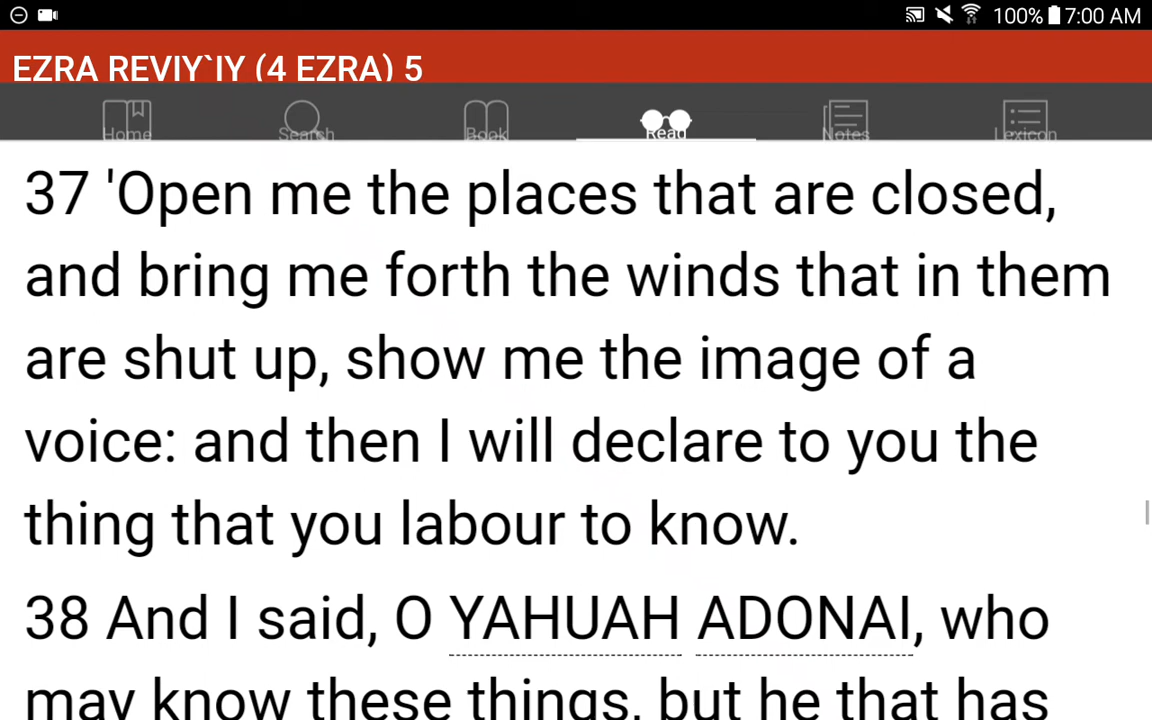 100% 7:00 AM
EZRA REVIY`IY (4 EZRA) 5
Home Search Book Read Notes Lexicon
37 'Open me the places that are closed,
and bring me forth the winds that in them
are shut up, show me the image of a
voice: and then I will declare to you the
thing that you labour to know.
38 And I said, O YAHUAH ADONAI, who
may know these things, but he that has